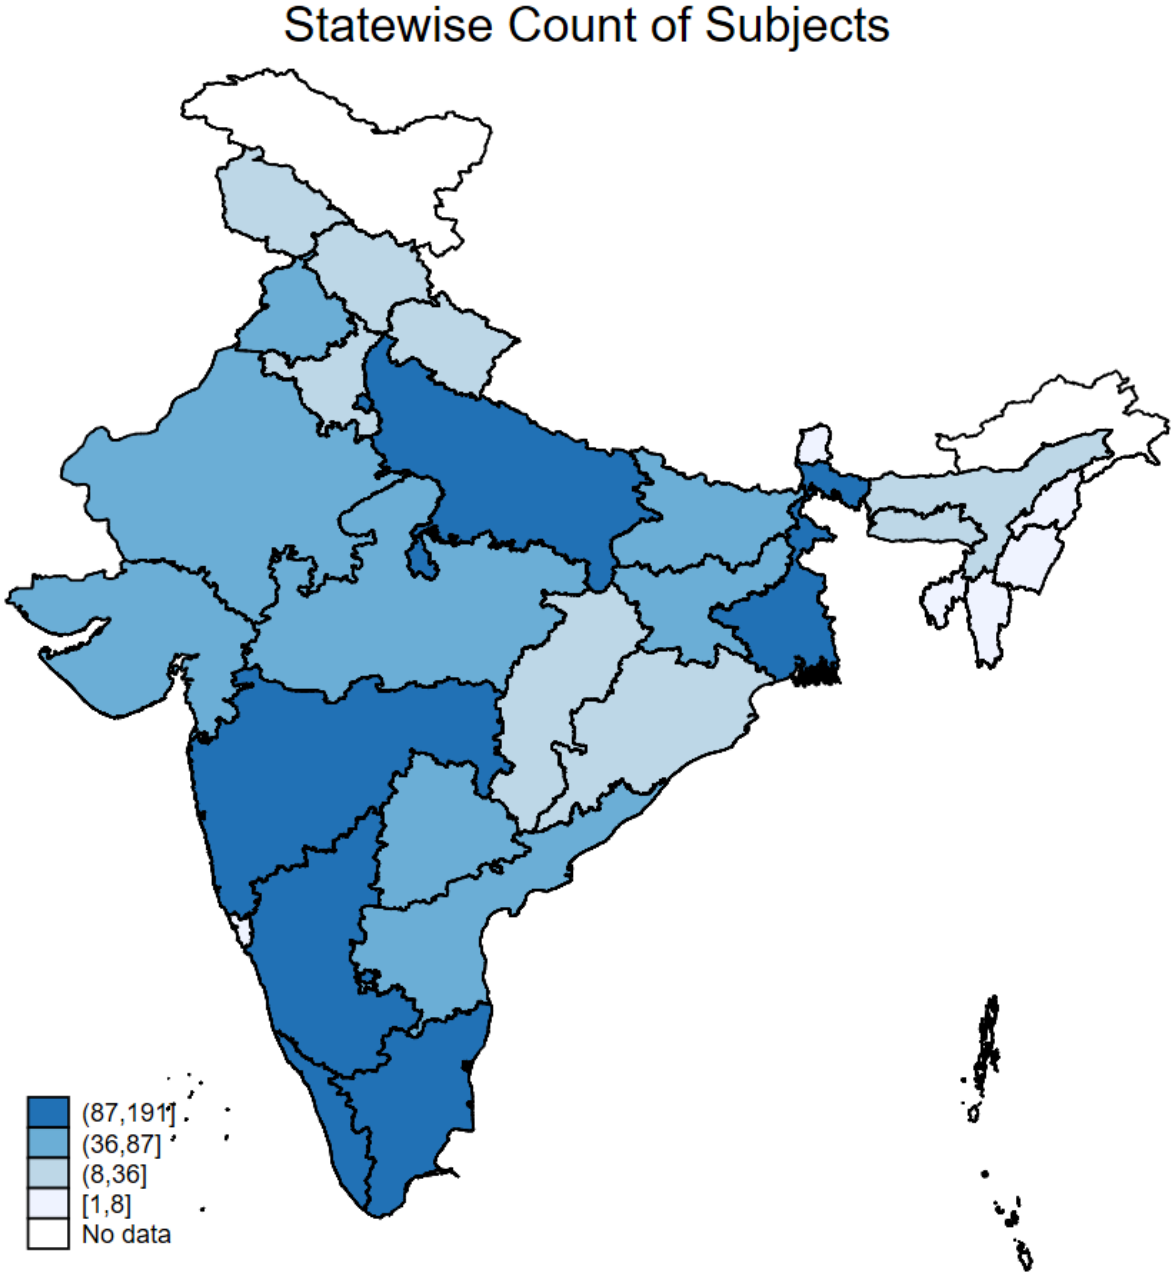 Statewise Count of Subjects
(87,191]
(36,87]
(8,36]
[1,8]
No data